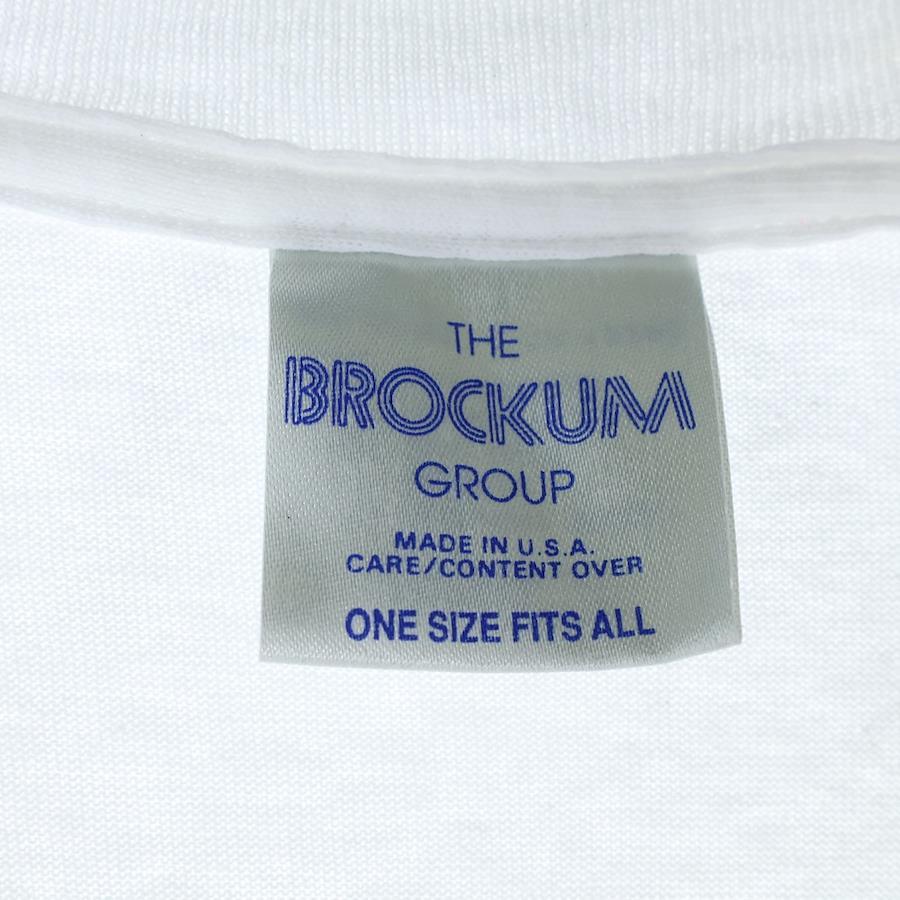 THE
BROCKUM
GROUP
MADE IN U.S.A.
CARE/CONTENT OVER
ONE SIZE FITS ALL